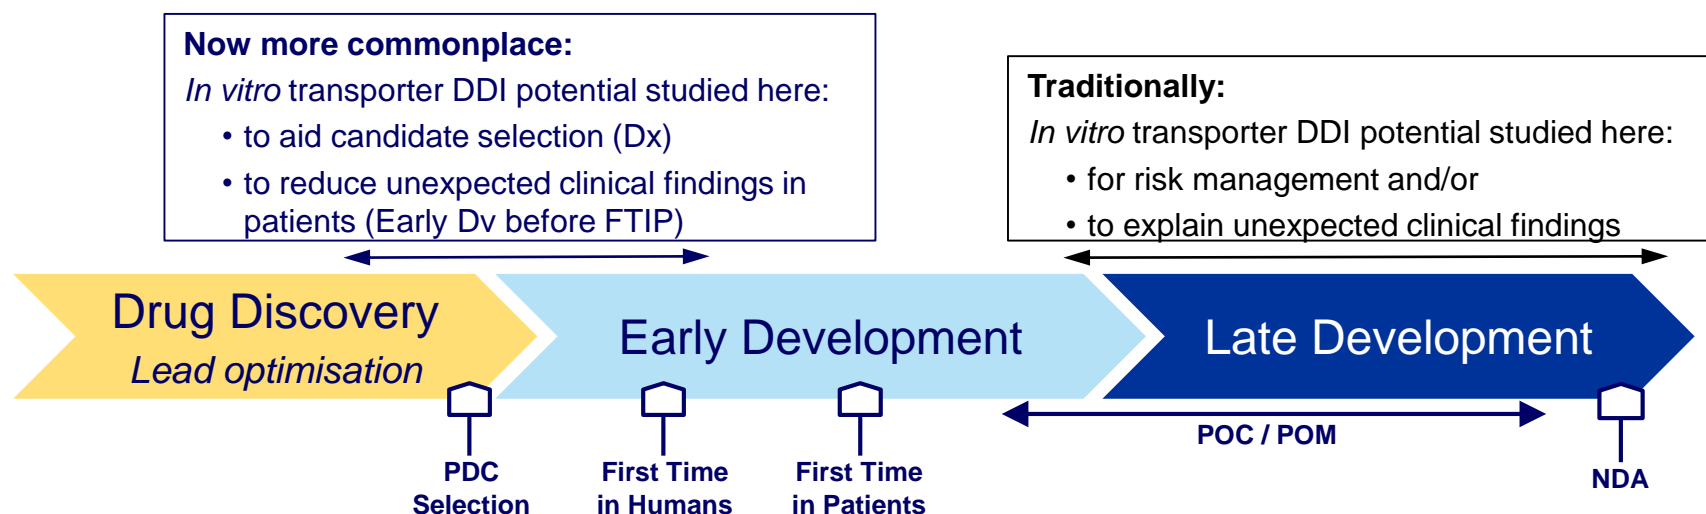 Now more commonplace:
In vitro transporter DDI potential studied here:
• to aid candidate selection (Dx)
• to reduce unexpected clinical findings in
patients (Early Dv before FTIP)
Traditionally:
In vitro transporter DDI potential studied here:
• for risk management and/or
• to explain unexpected clinical findings
Drug Discovery
Lead optimisation
Early Development
Late Development
PDC
Selection
First Time
in Humans
First Time
in Patients
POC / POM
NDA